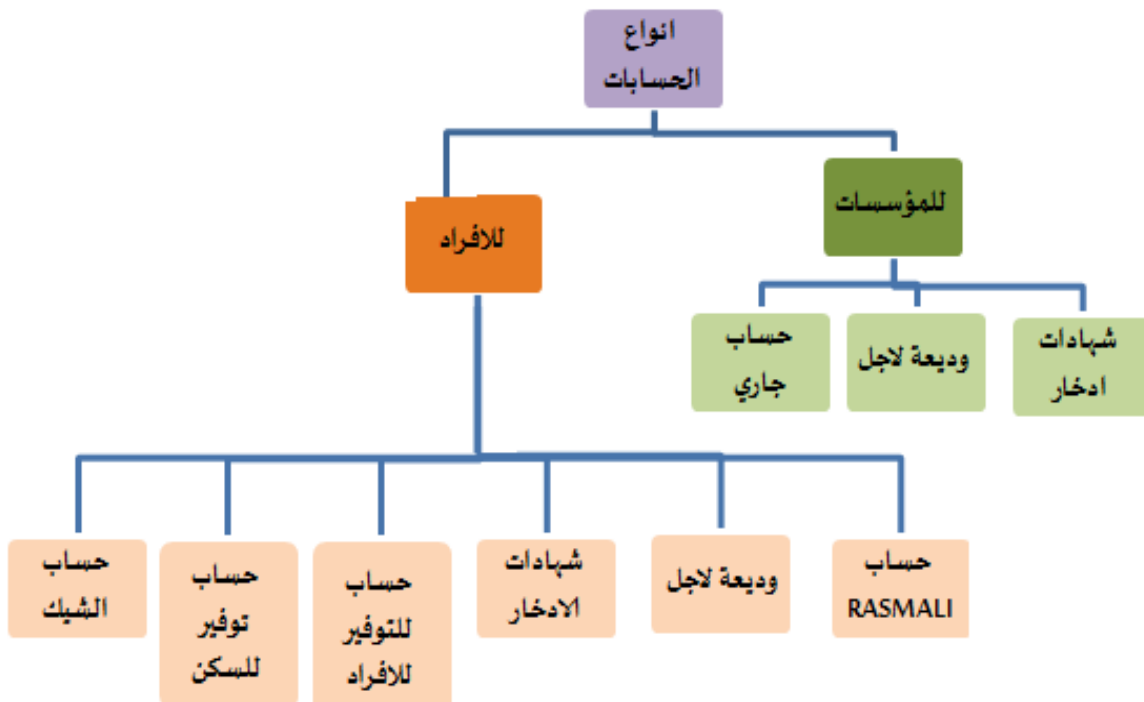 انواع
الحسابات
للمؤسسات
للافراد
شهادات
ادخار
وديعة لاجل
حساب
جاري
حساب
RASMALI
وديعة لاجل
شهادات
الادخار
حساب
للتوفير
للافراد
حساب
توفير
للسكن
حساب
الشيك